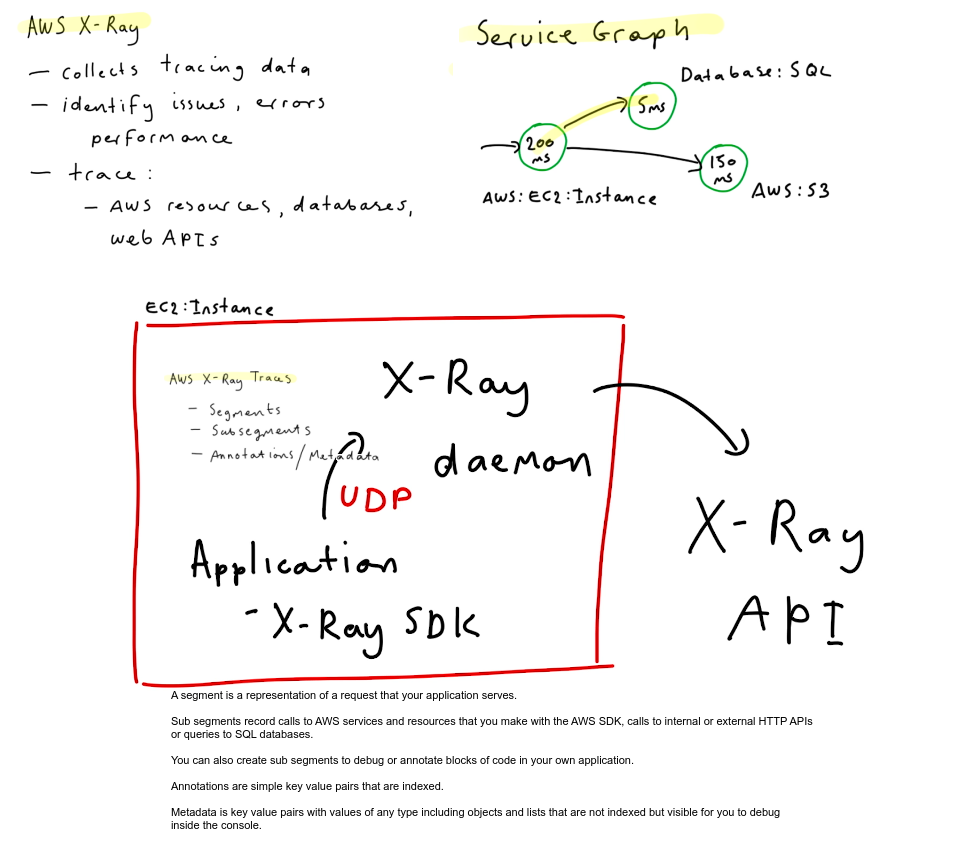 AWS X-Ray
- collects tracing data
- identify issues, errors
performance
- trace:
- AWS resources, databases,
web APIs
Service Graph
Database: SQL
5ms
200
ms
150
ms
AWS:EC2:Instance
AWS:S3
EC2:Instance
AWS X-Ray Traces
- Segments
- Subsegments
- Annotations/Metadata
X-Ray
daemon
UDP
Application
- X-Ray SDK
X-Ray
API
A segment is a representation of a request that your application serves.
Sub segments record calls to AWS services and resources that you make with the AWS SDK, calls to internal or external HTTP APIs
or queries to SQL databases.
You can also create sub segments to debug or annotate blocks of code in your own application.
Annotations are simple key value pairs that are indexed.
Metadata is key value pairs with values of any type including objects and lists that are not indexed but visible for you to debug
inside the console.